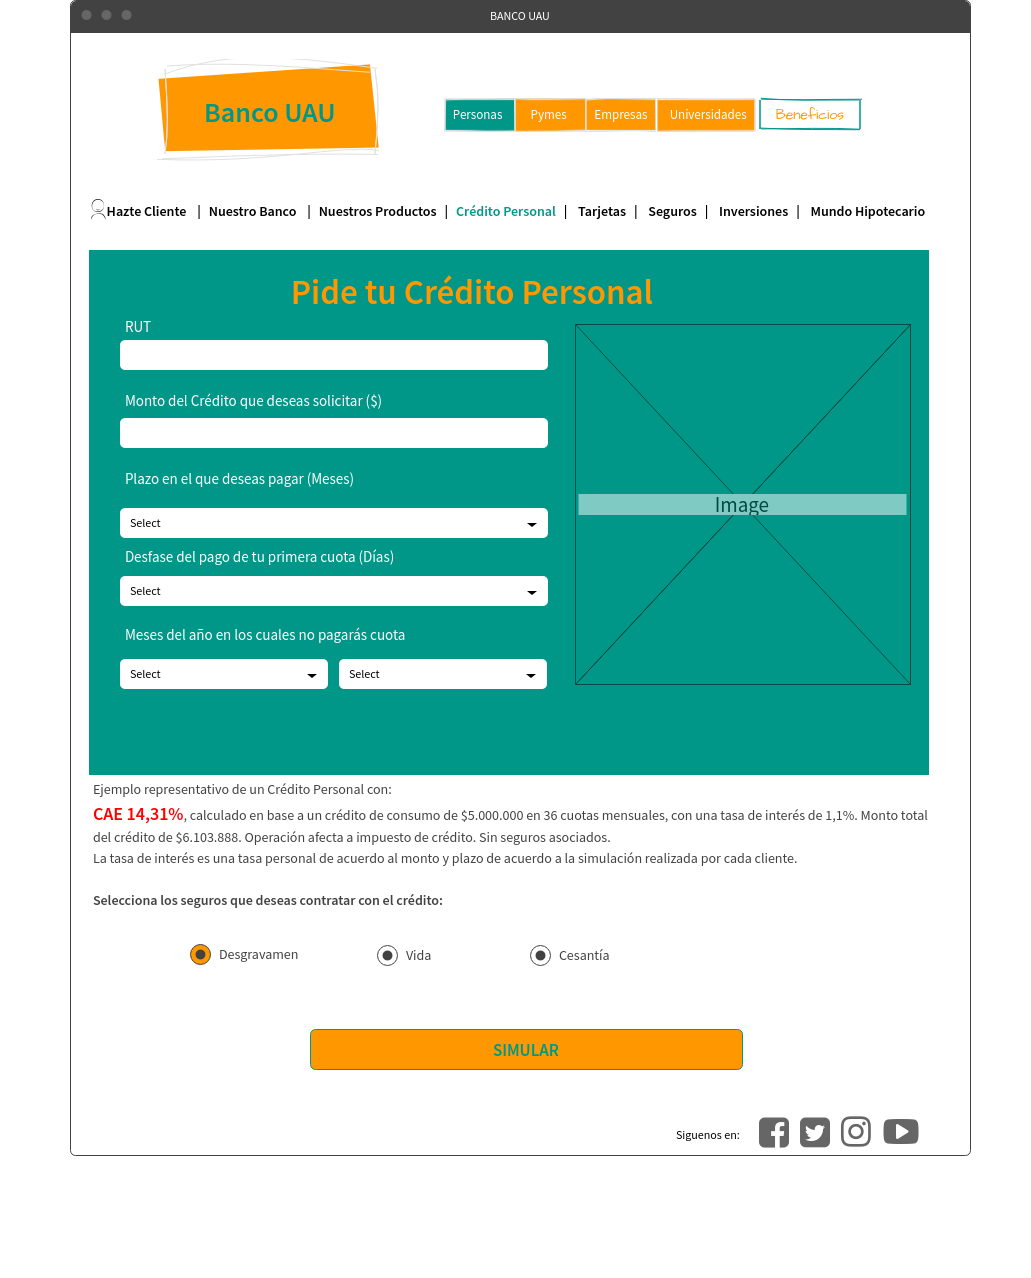 BANCO UAU
Banco UAU
Personas Pymes Empresas Universidades Beneficios
Hazte Cliente | Nuestro Banco | Nuestros Productos | Crédito Personal | Tarjetas | Seguros | Inversiones | Mundo Hipotecario
Pide tu Crédito Personal
RUT
Monto del Crédito que deseas solicitar ($)
Plazo en el que deseas pagar (Meses)
Select
Desfase del pago de tu primera cuota (Días)
Select
Meses del año en los cuales no pagarás cuota
Select Select
Image
Ejemplo representativo de un Crédito Personal con:
CAE 14,31%, calculado en base a un crédito de consumo de $5.000.000 en 36 cuotas mensuales, con una tasa de interés de 1,1%. Monto total
del crédito de $6.103.888. Operación afecta a impuesto de crédito. Sin seguros asociados.
La tasa de interés es una tasa personal de acuerdo al monto y plazo de acuerdo a la simulación realizada por cada cliente.
Selecciona los seguros que deseas contratar con el crédito:
Desgravamen Vida Cesantía
SIMULAR
Siguenos en: